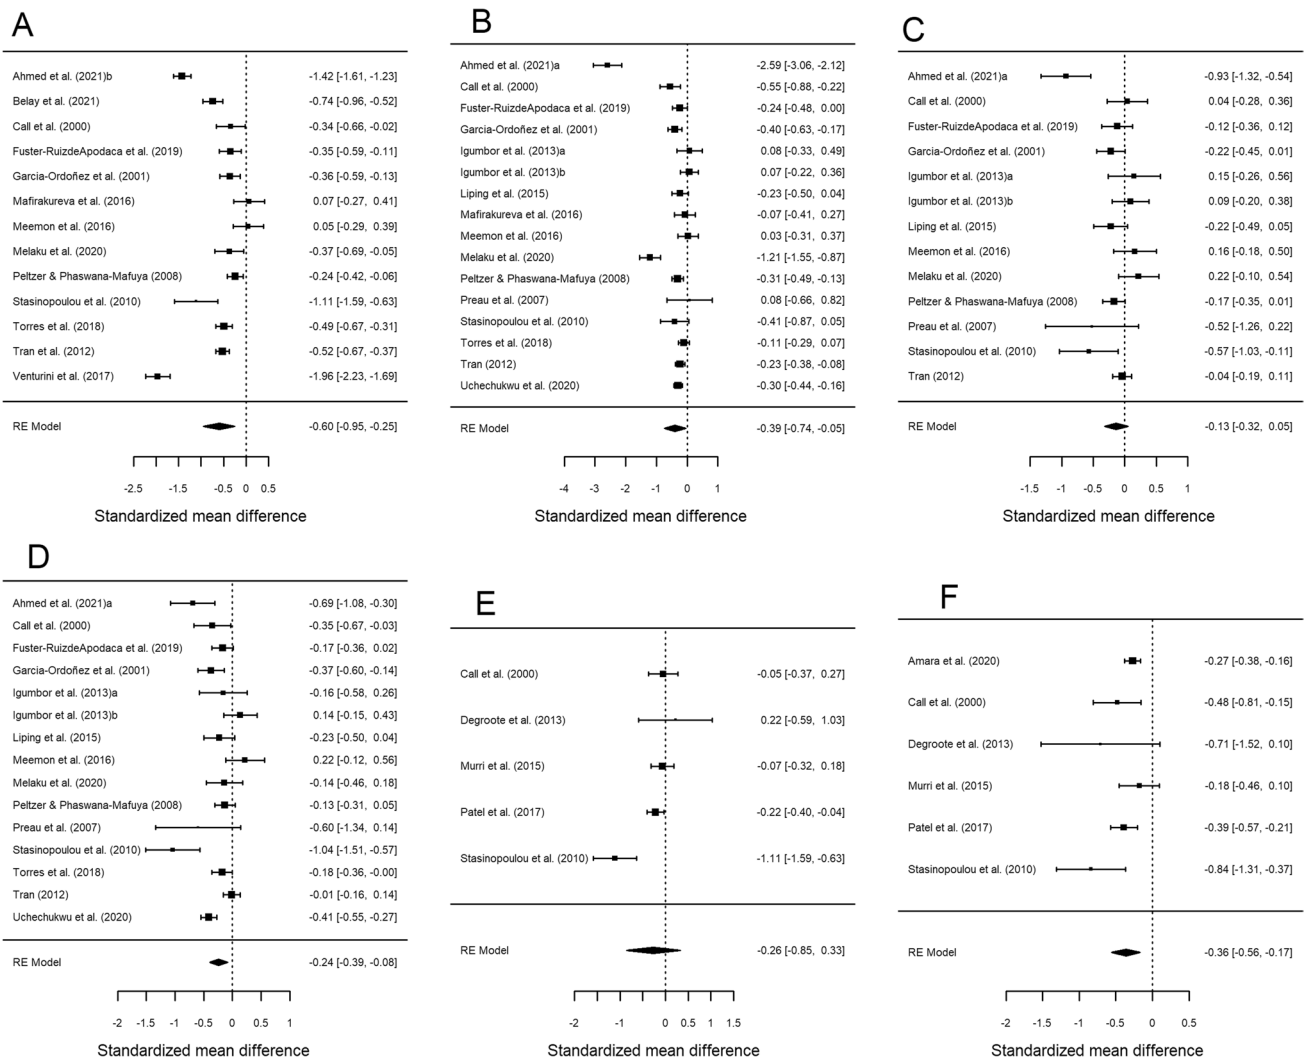 A
Ahmed et al. (2021)b -1.42 [-1.61, -1.23]
Belay et al. (2021) -0.74 [-0.96, -0.52]
Call et al. (2000) -0.34 [-0.66, -0.02]
Fuster-RuizdeApodaca et al. (2019) -0.35 [-0.59, -0.11]
Garcia-Ordoñez et al. (2001) -0.36 [-0.59, -0.13]
Mafirakureva et al. (2016) 0.07 [-0.27, 0.41]
Meemon et al. (2016) 0.05 [-0.29, 0.39]
Melaku et al. (2020) -0.37 [-0.69, -0.05]
Peltzer & Phaswana-Mafuya (2008) -0.24 [-0.42, -0.06]
Stasinopoulou et al. (2010) -1.11 [-1.59, -0.63]
Torres et al. (2018) -0.49 [-0.67, -0.31]
Tran et al. (2012) -0.52 [-0.67, -0.37]
Venturini et al. (2017) -1.96 [-2.23, -1.69]
RE Model -0.60 [-0.95, -0.25]
-2.5 -1.5 -0.5 0 0.5
Standardized mean difference
B
Ahmed et al. (2021)a -2.59 [-3.06, -2.12]
Call et al. (2000) -0.55 [-0.88, -0.22]
Fuster-RuizdeApodaca et al. (2019) -0.24 [-0.48, 0.00]
Garcia-Ordoñez et al. (2001) -0.40 [-0.63, -0.17]
Igumbor et al. (2013)a 0.08 [-0.33, 0.49]
Igumbor et al. (2013)b 0.07 [-0.22, 0.36]
Liping et al. (2015) -0.23 [-0.50, 0.04]
Mafirakureva et al. (2016) -0.07 [-0.41, 0.27]
Meemon et al. (2016) 0.03 [-0.31, 0.37]
Melaku et al. (2020) -1.21 [-1.55, -0.87]
Peltzer & Phaswana-Mafuya (2008) -0.31 [-0.49, -0.13]
Preau et al. (2007) 0.08 [-0.66, 0.82]
Stasinopoulou et al. (2010) -0.41 [-0.87, 0.05]
Torres et al. (2018) -0.11 [-0.29, 0.07]
Tran (2012) -0.23 [-0.38, -0.08]
Uchechukwu et al. (2020) -0.30 [-0.44, -0.16]
RE Model -0.39 [-0.74, -0.05]
-4 -3 -2 -1 0 1
Standardized mean difference
C
Ahmed et al. (2021)a -0.93 [-1.32, -0.54]
Call et al. (2000) 0.04 [-0.28, 0.36]
Fuster-RuizdeApodaca et al. (2019) -0.12 [-0.36, 0.12]
Garcia-Ordoñez et al. (2001) -0.22 [-0.45, 0.01]
Igumbor et al. (2013)a 0.15 [-0.26, 0.56]
Igumbor et al. (2013)b 0.09 [-0.20, 0.38]
Liping et al. (2015) -0.22 [-0.49, 0.05]
Meemon et al. (2016) 0.16 [-0.18, 0.50]
Melaku et al. (2020) 0.22 [-0.10, 0.54]
Peltzer & Phaswana-Mafuya (2008) -0.17 [-0.35, 0.01]
Preau et al. (2007) -0.52 [-1.26, 0.22]
Stasinopoulou et al. (2010) -0.57 [-1.03, -0.11]
Tran (2012) -0.04 [-0.19, 0.11]
RE Model -0.13 [-0.32, 0.05]
-1.5 -1 -0.5 0 0.5 1
Standardized mean difference
D
Ahmed et al. (2021)a -0.69 [-1.08, -0.30]
Call et al. (2000) -0.35 [-0.67, -0.03]
Fuster-RuizdeApodaca et al. (2019) -0.17 [-0.36, 0.02]
Garcia-Ordoñez et al. (2001) -0.37 [-0.60, -0.14]
Igumbor et al. (2013)a -0.16 [-0.58, 0.26]
Igumbor et al. (2013)b 0.14 [-0.15, 0.43]
Liping et al. (2015) -0.23 [-0.50, 0.04]
Meemon et al. (2016) 0.22 [-0.12, 0.56]
Melaku et al. (2020) -0.14 [-0.46, 0.18]
Peltzer & Phaswana-Mafuya (2008) -0.13 [-0.31, 0.05]
Preau et al. (2007) -0.60 [-1.34, 0.14]
Stasinopoulou et al. (2010) -1.04 [-1.51, -0.57]
Torres et al. (2018) -0.18 [-0.36, -0.00]
Tran (2012) -0.01 [-0.16, 0.14]
Uchechukwu et al. (2020) -0.41 [-0.55, -0.27]
RE Model -0.24 [-0.39, -0.08]
-2 -1.5 -1 -0.5 0 0.5 1
Standardized mean difference
E
Call et al. (2000) -0.05 [-0.37, 0.27]
Degroote et al. (2013) 0.22 [-0.59, 1.03]
Murri et al. (2015) -0.07 [-0.32, 0.18]
Patel et al. (2017) -0.22 [-0.40, -0.04]
Stasinopoulou et al. (2010) -1.11 [-1.59, -0.63]
RE Model -0.26 [-0.85, 0.33]
-2 -1 0 0.5 1 1.5
Standardized mean difference
F
Amara et al. (2020) -0.27 [-0.38, -0.16]
Call et al. (2000) -0.48 [-0.81, -0.15]
Degroote et al. (2013) -0.71 [-1.52, 0.10]
Murri et al. (2015) -0.18 [-0.46, 0.10]
Patel et al. (2017) -0.39 [-0.57, -0.21]
Stasinopoulou et al. (2010) -0.84 [-1.31, -0.37]
RE Model -0.36 [-0.56, -0.17]
-2 -1.5 -1 -0.5 0 0.5
Standardized mean difference